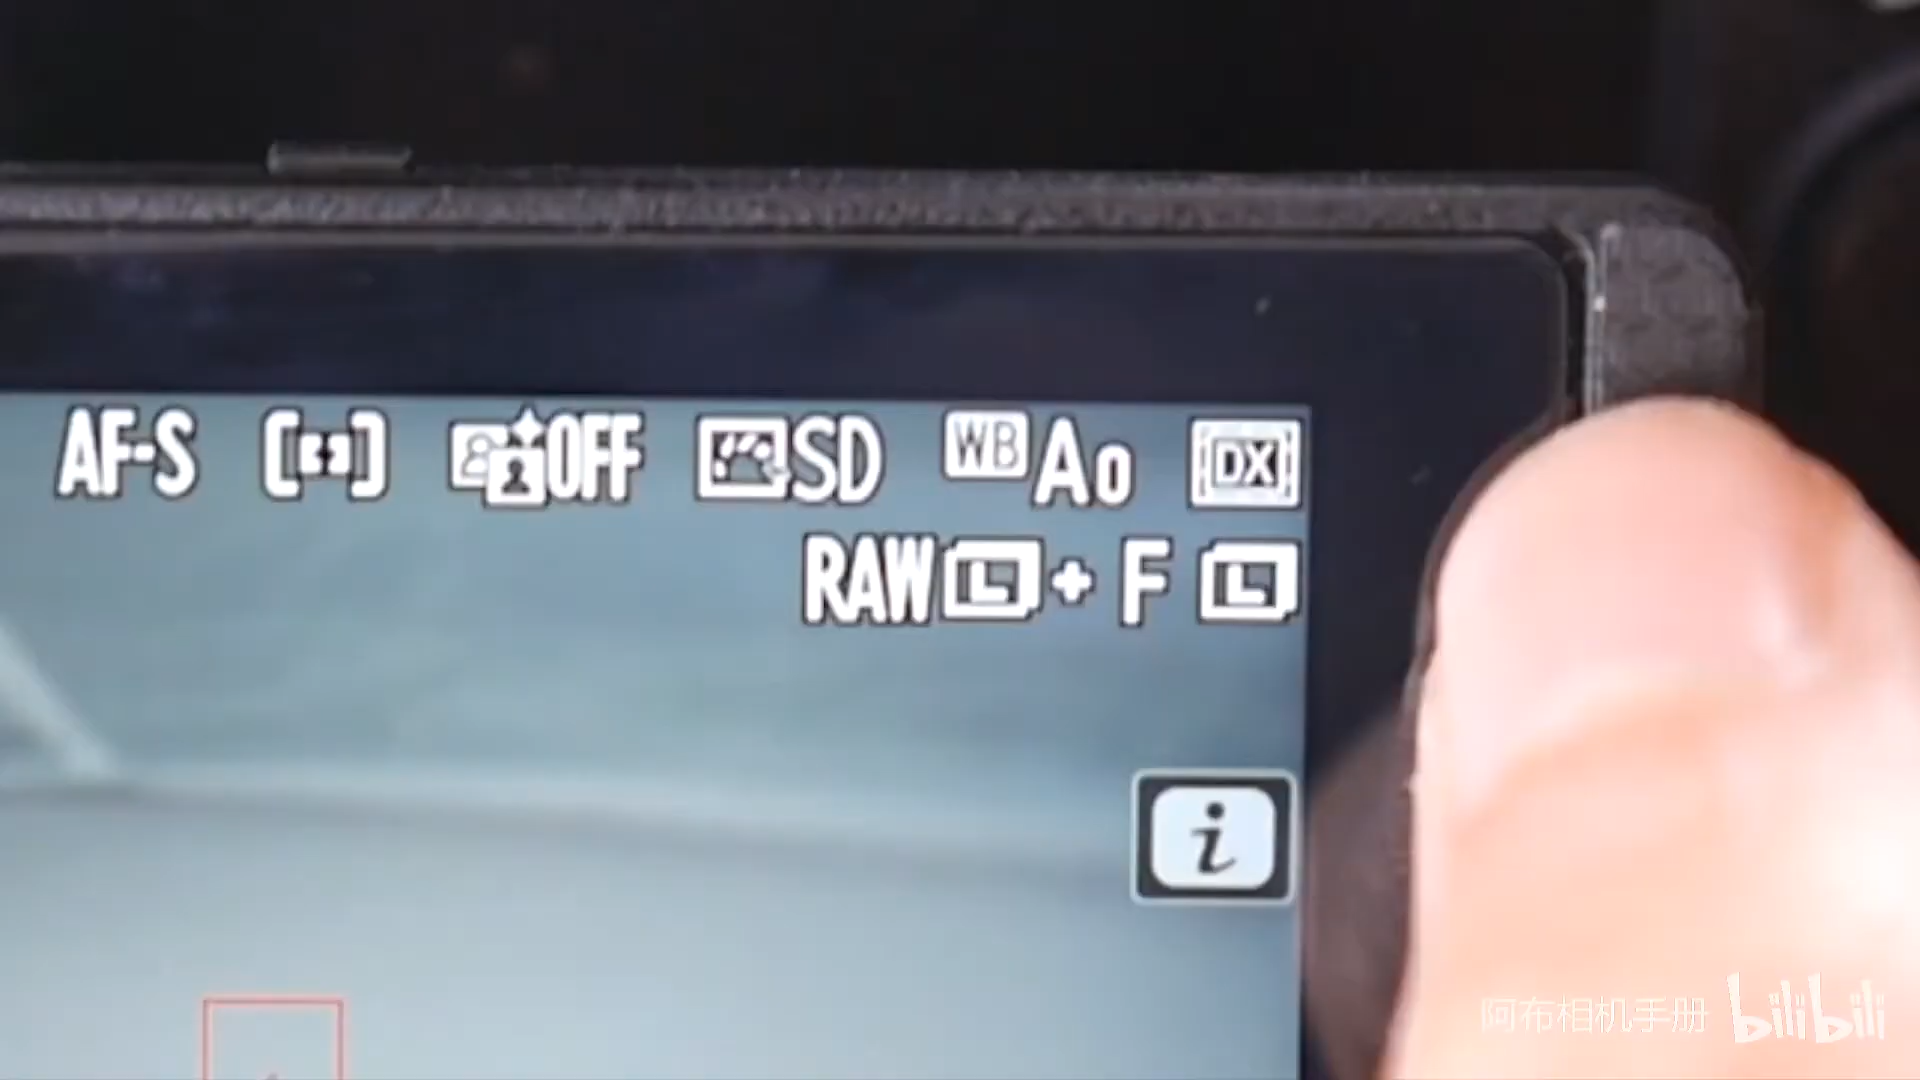 AF-S [ ] OFF SD WB A0 DX
RAW L + F L
i
阿布相机手册 bilibili